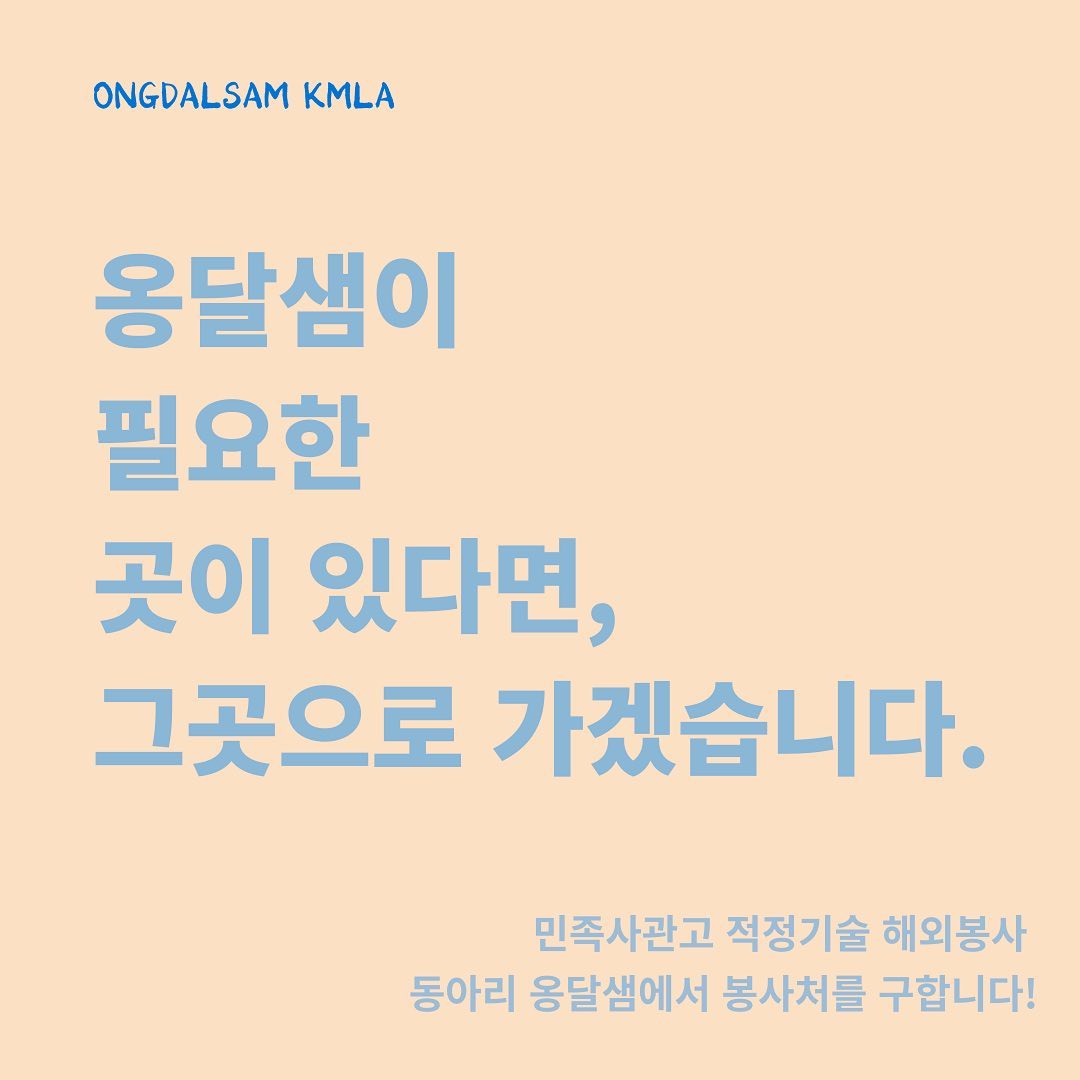 ONGDALSAM KMLA
옹달샘이
필요한
곳이 있다면,
그곳으로 가겠습니다.
민족사관고 적정기술 해외봉사
동아리 옹달샘에서 봉사처를 구합니다!